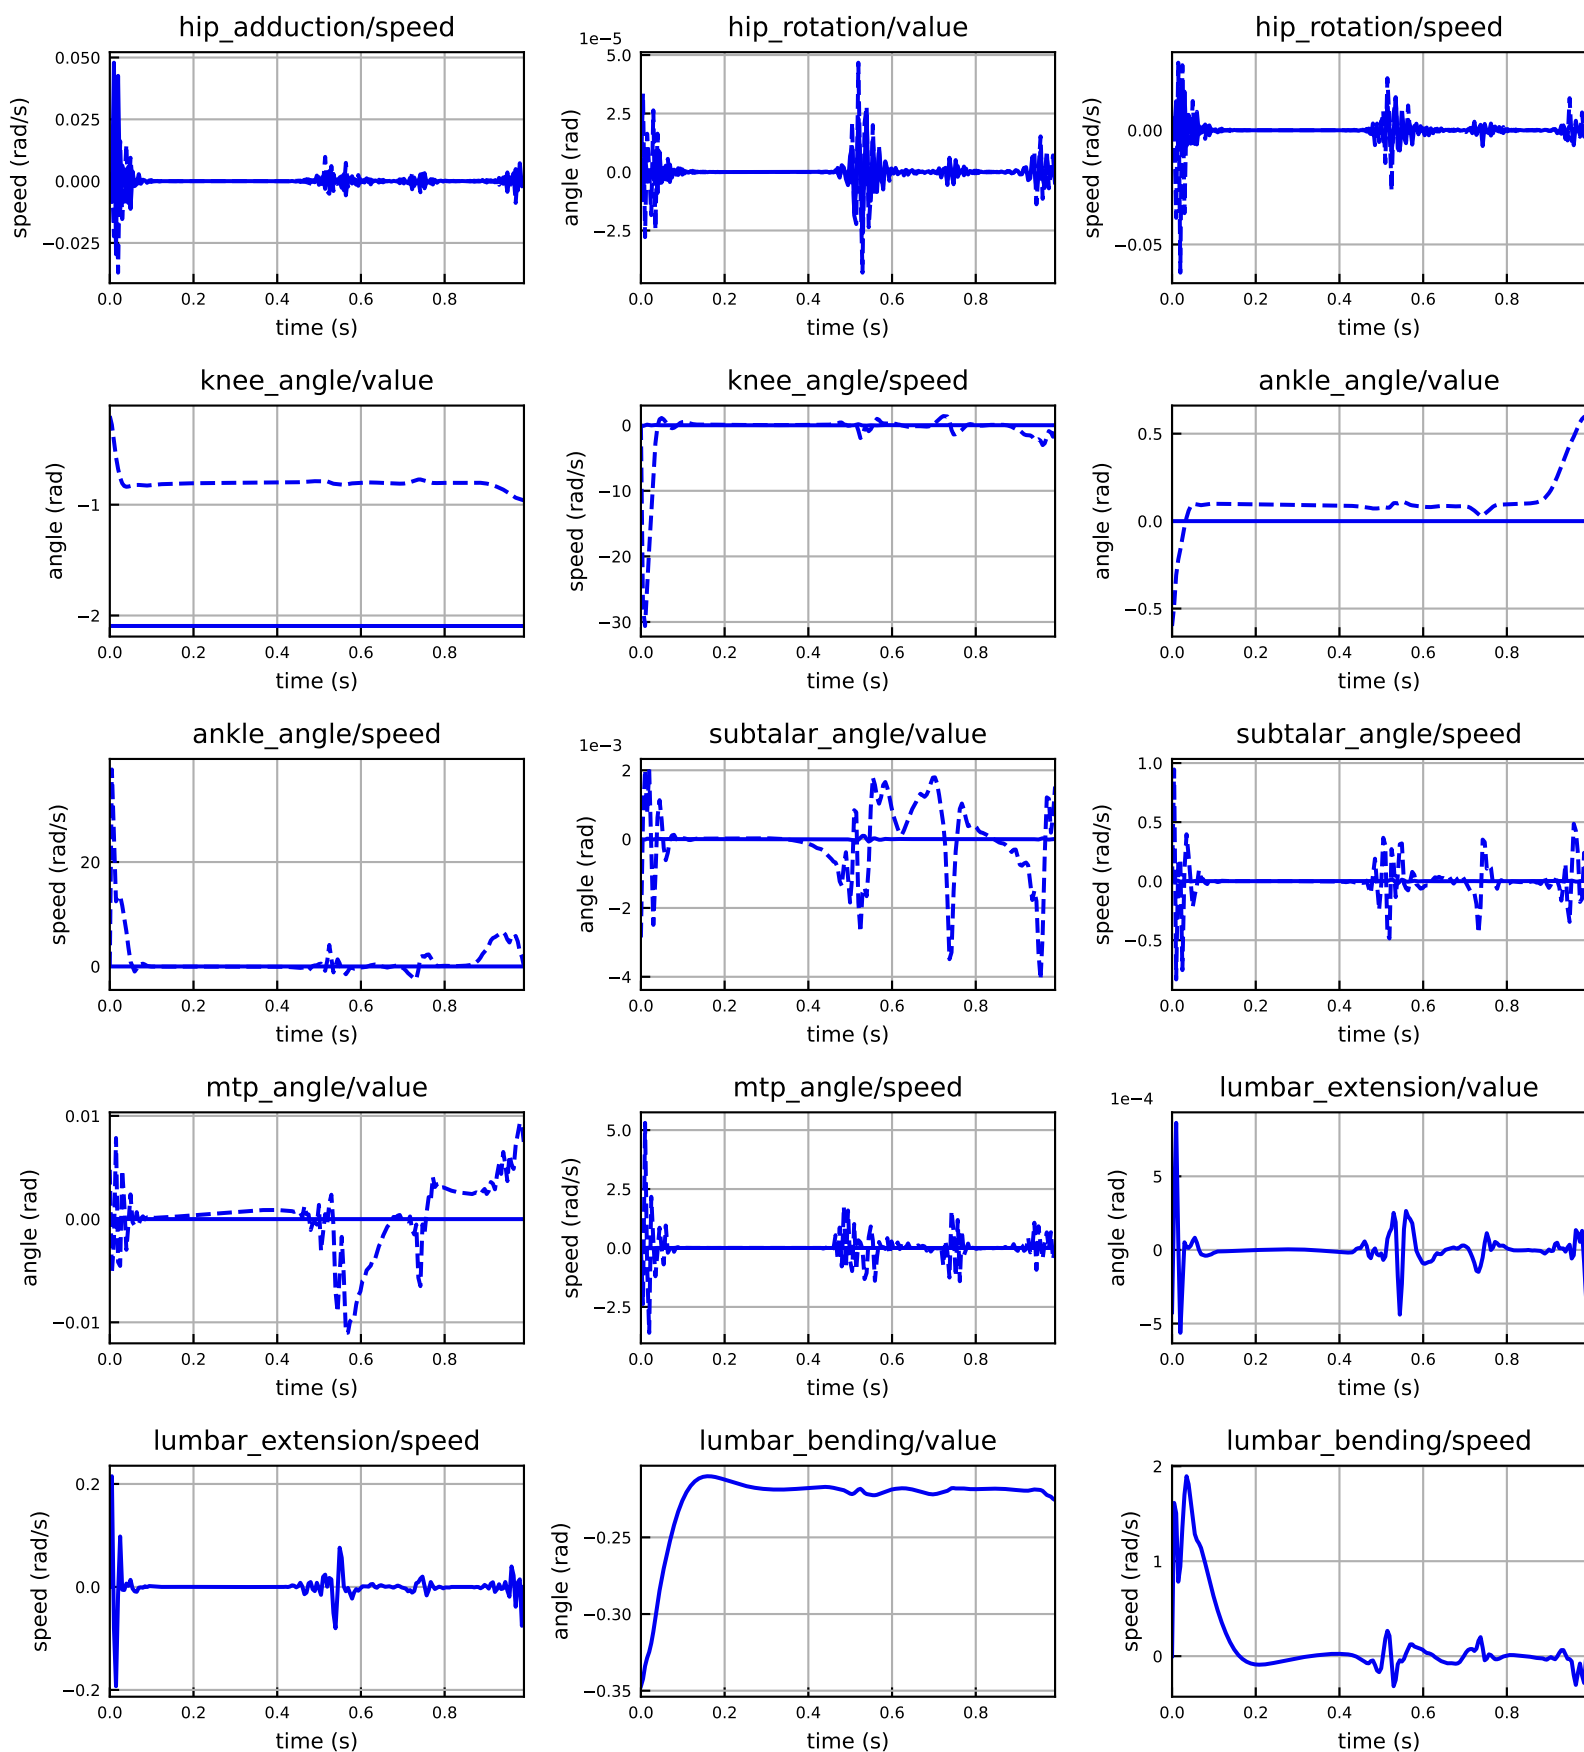 hip_adduction/speed
speed (rad/s)
0.050
0.025
0.000
−0.025
0.0 0.2 0.4 0.6 0.8
time (s)
hip_rotation/value
1e−5
angle (rad)
5.0
2.5
0.0
−2.5
0.0 0.2 0.4 0.6 0.8
time (s)
hip_rotation/speed
speed (rad/s)
0.00
−0.05
0.0 0.2 0.4 0.6 0.8
time (s)
knee_angle/value
angle (rad)
−1
−2
0.0 0.2 0.4 0.6 0.8
time (s)
knee_angle/speed
speed (rad/s)
0
−10
−20
−30
0.0 0.2 0.4 0.6 0.8
time (s)
ankle_angle/value
angle (rad)
0.5
0.0
−0.5
0.0 0.2 0.4 0.6 0.8
time (s)
ankle_angle/speed
speed (rad/s)
20
0
0.0 0.2 0.4 0.6 0.8
time (s)
subtalar_angle/value
1e−3
angle (rad)
2
0
−2
−4
0.0 0.2 0.4 0.6 0.8
time (s)
subtalar_angle/speed
speed (rad/s)
1.0
0.5
0.0
−0.5
0.0 0.2 0.4 0.6 0.8
time (s)
mtp_angle/value
angle (rad)
0.01
0.00
−0.01
0.0 0.2 0.4 0.6 0.8
time (s)
mtp_angle/speed
speed (rad/s)
5.0
2.5
0.0
−2.5
0.0 0.2 0.4 0.6 0.8
time (s)
lumbar_extension/value
1e−4
angle (rad)
5
0
−5
0.0 0.2 0.4 0.6 0.8
time (s)
lumbar_extension/speed
speed (rad/s)
0.2
0.0
−0.2
0.0 0.2 0.4 0.6 0.8
time (s)
lumbar_bending/value
angle (rad)
−0.25
−0.30
−0.35
0.0 0.2 0.4 0.6 0.8
time (s)
lumbar_bending/speed
speed (rad/s)
2
1
0
0.0 0.2 0.4 0.6 0.8
time (s)